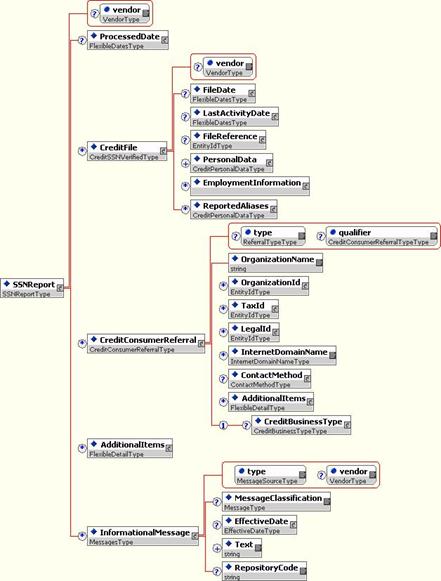 ? vendor
VendorType
? ProcessedDate
FlexibleDatesType
? vendor
VendorType
? FileDate
FlexibleDatesType
? LastActivityDate
FlexibleDatesType
* CreditFile
CreditSSNVerifiedType
? FileReference
EntityIdType
+ PersonalData
CreditPersonalDataType
* EmploymentInformation
* ReportedAliases
CreditPersonalDataType
? type ? qualifier
ReferralTypeType CreditConsumerReferralTypeType
OrganizationName
string
SSNReport
SSNReportType
* OrganizationId
EntityIdType
* TaxId
EntityIdType
* LegalId
EntityIdType
* CreditConsumerReferral
CreditConsumerReferralType
* InternetDomainName
InternetDomainNameType
? ContactMethod
ContactMethodType
* AdditionalItems
FlexibleDetailType
1 ? CreditBusinessType
CreditBusinessTypeType
* AdditionalItems
FlexibleDetailType
type ? vendor
MessageSourceType VendorType
? MessageClassification
MessageType
? EffectiveDate
EffectiveDateType
* InformationalMessage
MessagesType
+ Text
string
? RepositoryCode
string